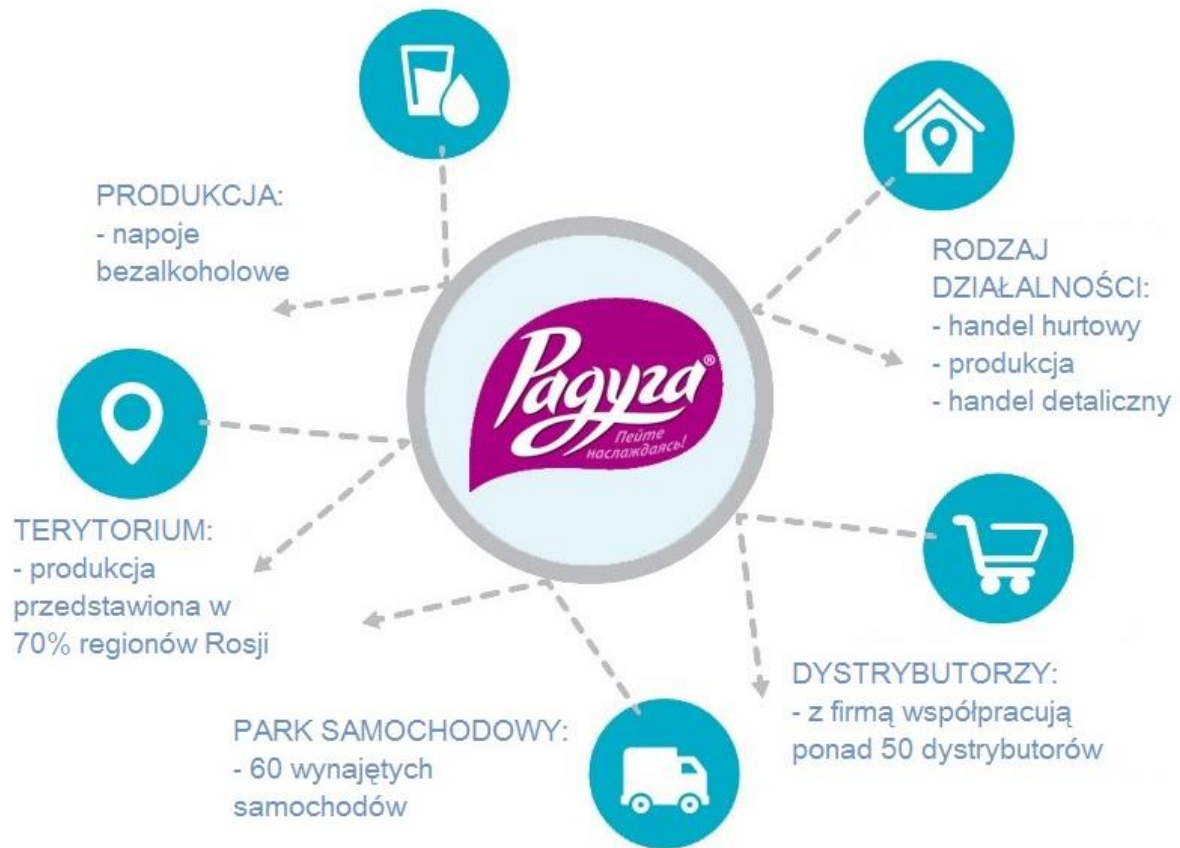 PRODUKCJA:
- napoje
bezalkoholowe
RODZAJ
DZIAŁALNOŚCI:
- handel hurtowy
- produkcja
- handel detaliczny
Радуга®
Пейте
наслаждаясь!
TERYTORIUM:
- produkcja
przedstawiona w
70% regionów Rosji
DYSTRYBUTORZY:
- z firmą współpracują
ponad 50 dystrybutorów
PARK SAMOCHODOWY:
- 60 wynajętych
samochodów